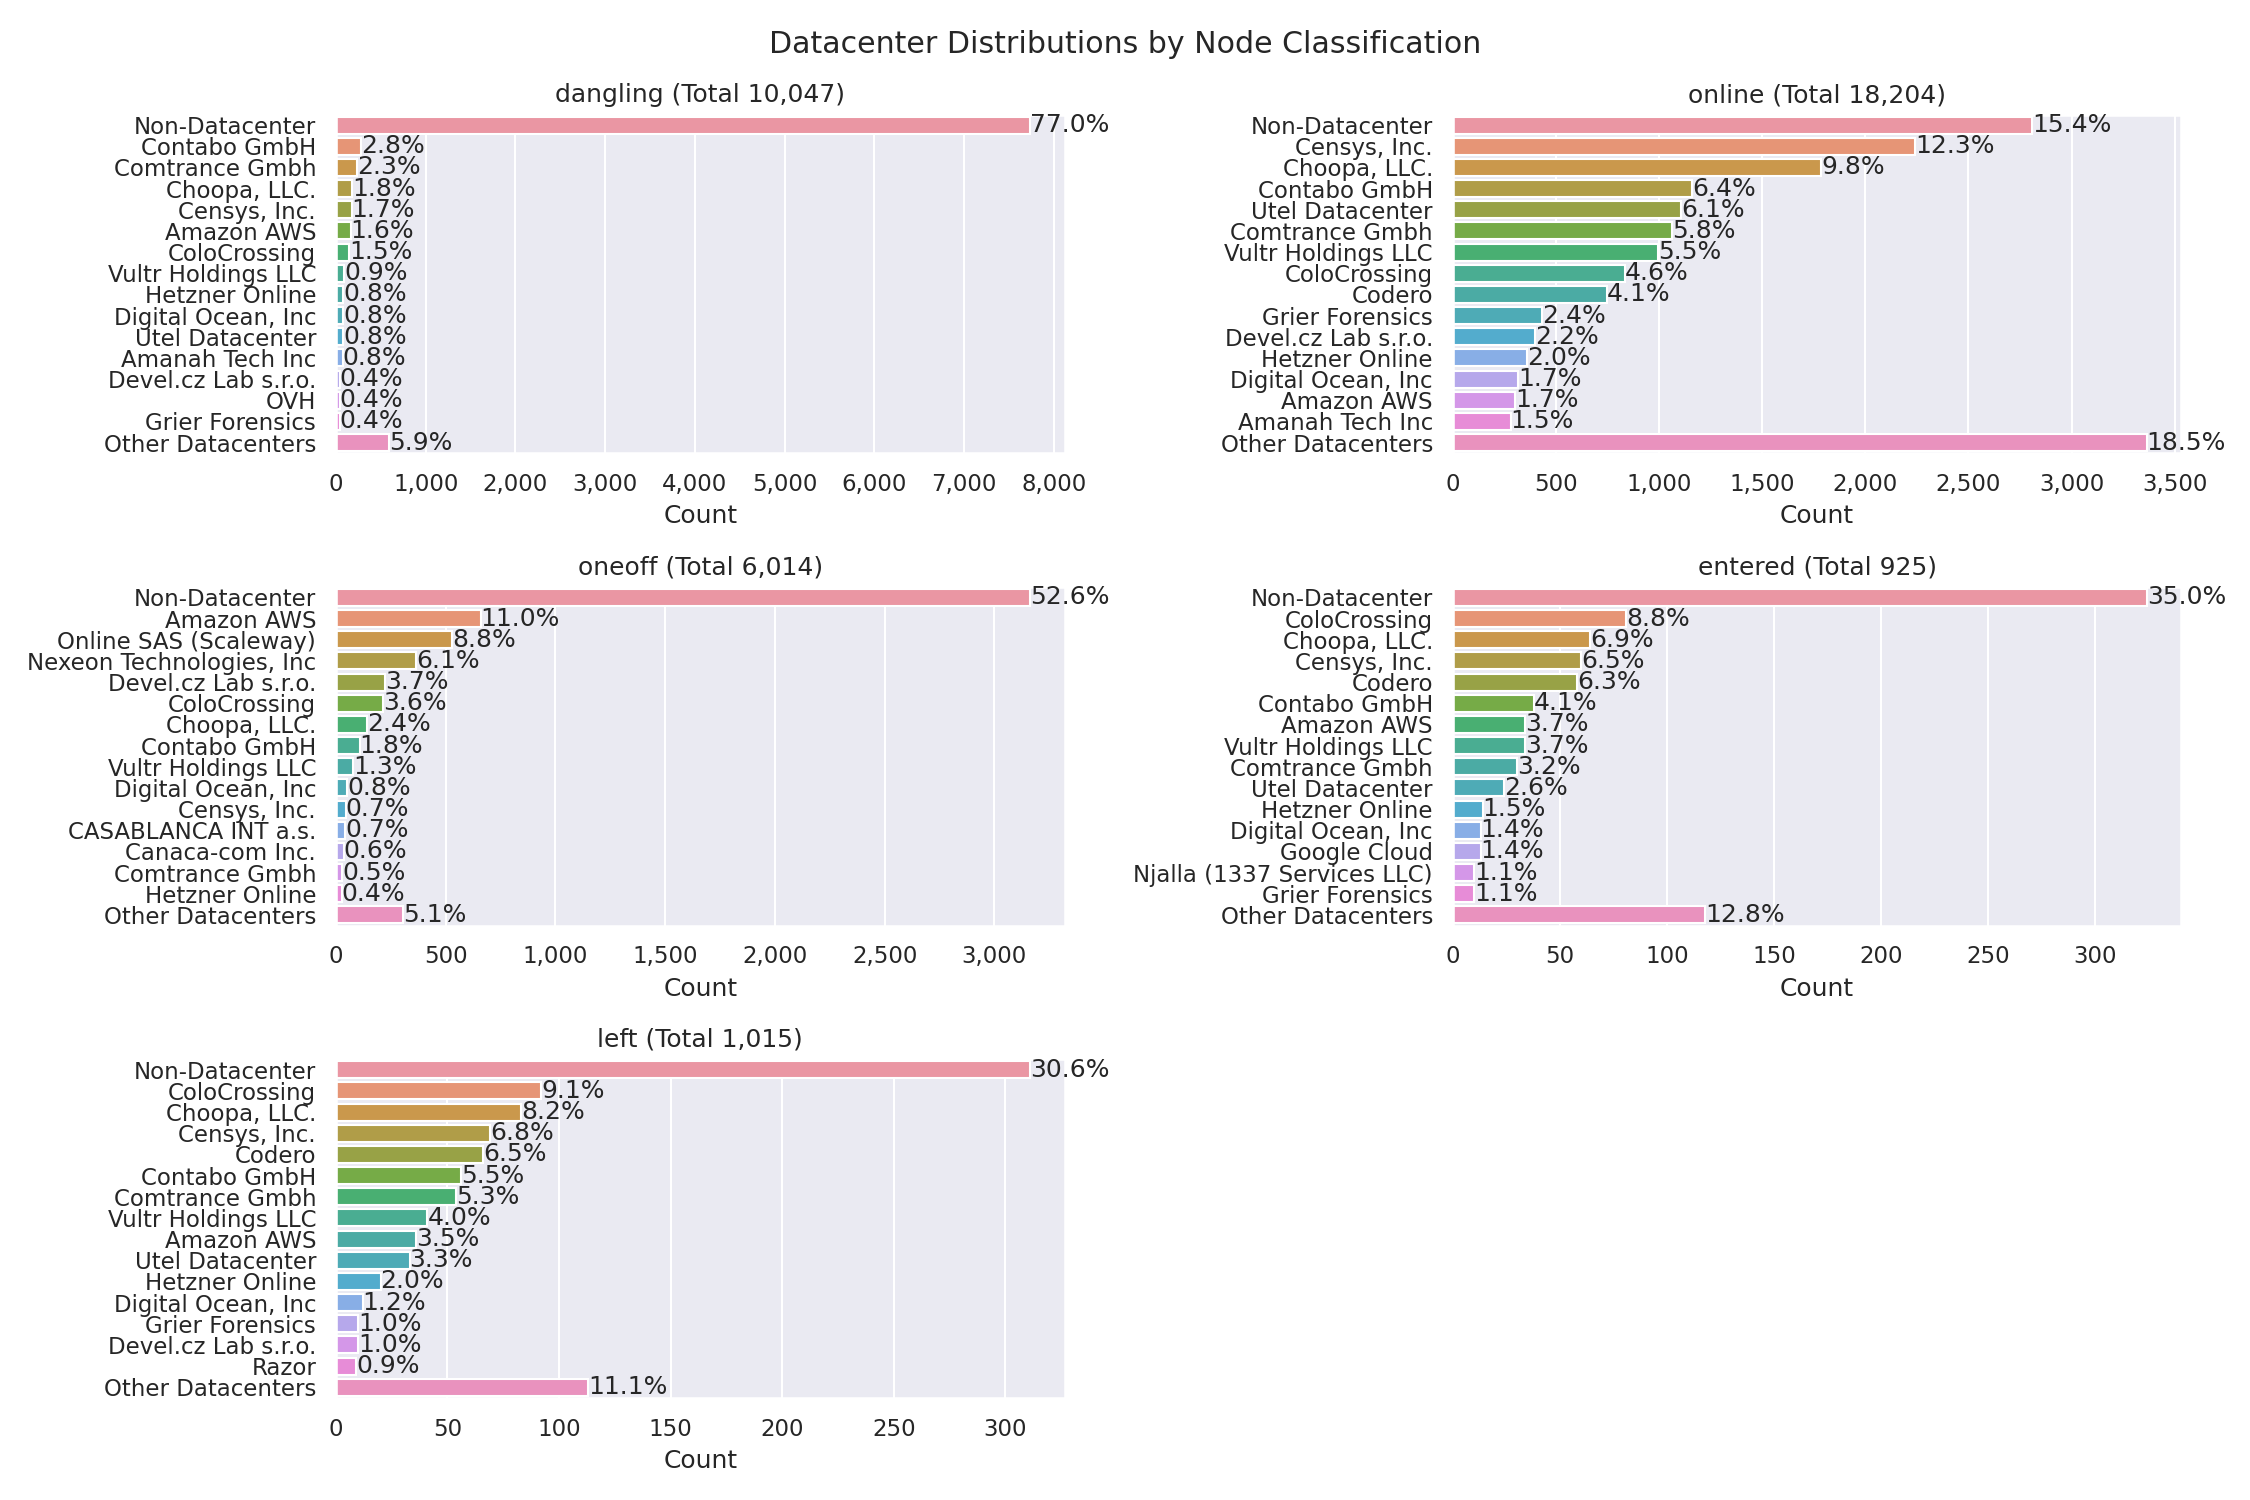 Datacenter Distributions by Node Classification
dangling (Total 10,047)
Non-Datacenter 77.0%
Contabo GmbH 2.8%
Comtrance Gmbh 2.3%
Choopa, LLC. 1.8%
Censys, Inc. 1.7%
Amazon AWS 1.6%
ColoCrossing 1.5%
Vultr Holdings LLC 0.9%
Hetzner Online 0.8%
Digital Ocean, Inc 0.8%
Utel Datacenter 0.8%
Amanah Tech Inc 0.8%
Devel.cz Lab s.r.o. 0.4%
OVH 0.4%
Grier Forensics 0.4%
Other Datacenters 5.9%
0 1,000 2,000 3,000 4,000 5,000 6,000 7,000 8,000
Count
online (Total 18,204)
Non-Datacenter 15.4%
Censys, Inc. 12.3%
Choopa, LLC. 9.8%
Contabo GmbH 6.4%
Utel Datacenter 6.1%
Comtrance Gmbh 5.8%
Vultr Holdings LLC 5.5%
ColoCrossing 4.6%
Codero 4.1%
Grier Forensics 2.4%
Devel.cz Lab s.r.o. 2.2%
Hetzner Online 2.0%
Digital Ocean, Inc 1.7%
Amazon AWS 1.7%
Amanah Tech Inc 1.5%
Other Datacenters 18.5%
0 500 1,000 1,500 2,000 2,500 3,000 3,500
Count
oneoff (Total 6,014)
Non-Datacenter 52.6%
Amazon AWS 11.0%
Online SAS (Scaleway) 8.8%
Nexeon Technologies, Inc 6.1%
Devel.cz Lab s.r.o. 3.7%
ColoCrossing 3.6%
Choopa, LLC. 2.4%
Contabo GmbH 1.8%
Vultr Holdings LLC 1.3%
Digital Ocean, Inc 0.8%
Censys, Inc. 0.7%
CASABLANCA INT a.s. 0.7%
Canaca-com Inc. 0.6%
Comtrance Gmbh 0.5%
Hetzner Online 0.4%
Other Datacenters 5.1%
0 500 1,000 1,500 2,000 2,500 3,000
Count
entered (Total 925)
Non-Datacenter 35.0%
ColoCrossing 8.8%
Choopa, LLC. 6.9%
Censys, Inc. 6.5%
Codero 6.3%
Contabo GmbH 4.1%
Amazon AWS 3.7%
Vultr Holdings LLC 3.7%
Comtrance Gmbh 3.2%
Utel Datacenter 2.6%
Hetzner Online 1.5%
Digital Ocean, Inc 1.4%
Google Cloud 1.4%
Njalla (1337 Services LLC) 1.1%
Grier Forensics 1.1%
Other Datacenters 12.8%
0 50 100 150 200 250 300
Count
left (Total 1,015)
Non-Datacenter 30.6%
ColoCrossing 9.1%
Choopa, LLC. 8.2%
Censys, Inc. 6.8%
Codero 6.5%
Contabo GmbH 5.5%
Comtrance Gmbh 5.3%
Vultr Holdings LLC 4.0%
Amazon AWS 3.5%
Utel Datacenter 3.3%
Hetzner Online 2.0%
Digital Ocean, Inc 1.2%
Grier Forensics 1.0%
Devel.cz Lab s.r.o. 1.0%
Razor 0.9%
Other Datacenters 11.1%
0 50 100 150 200 250 300
Count